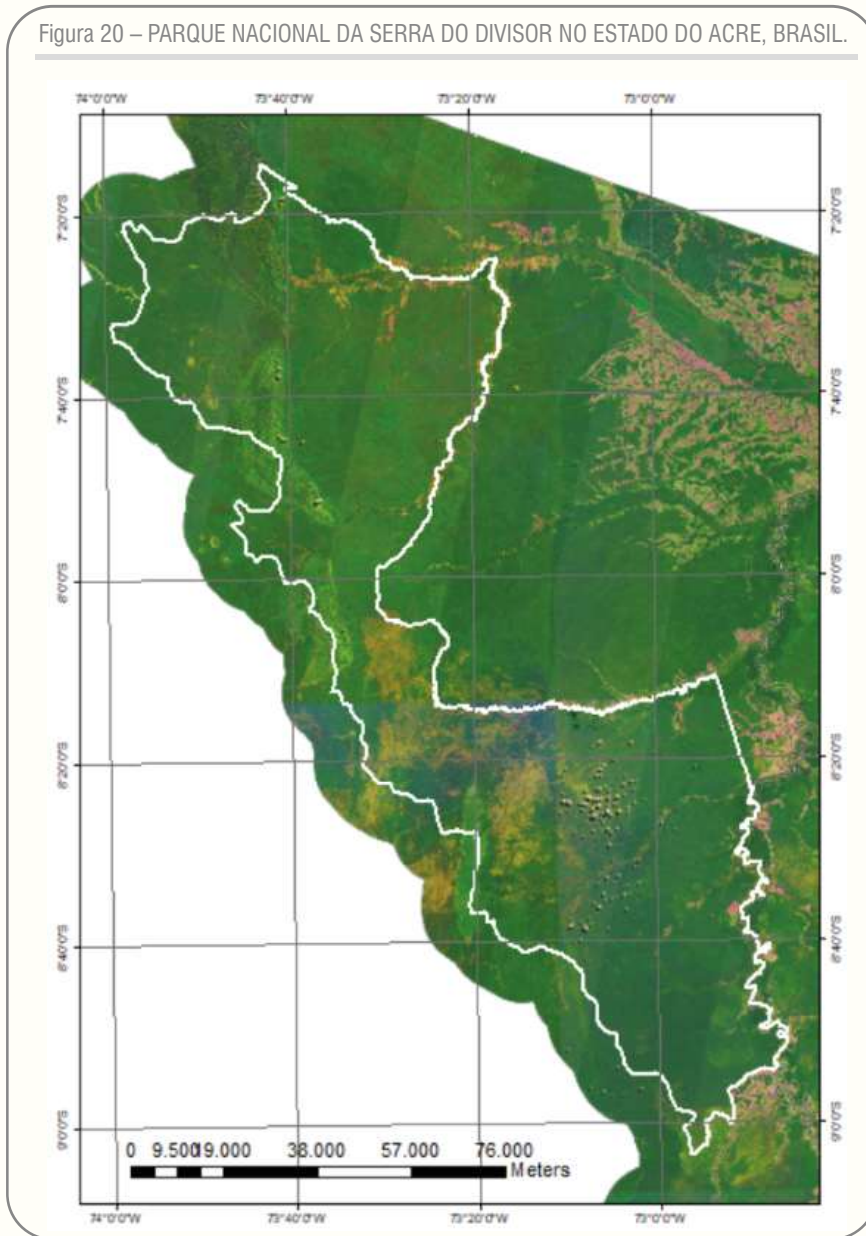 Figura 20 – PARQUE NACIONAL DA SERRA DO DIVISOR NO ESTADO DO ACRE, BRASIL.
74°0'0"W 73°40'0"W 73°20'0"W 73°0'0"W
7°20'0"S 7°20'0"S
7°40'0"S 7°40'0"S
8°0'0"S 8°0'0"S
8°20'0"S 8°20'0"S
8°40'0"S 8°40'0"S
9°0'0"S 9°0'0"S
0 9.500 19.000 38.000 57.000 76.000
Meters
74°0'0"W 73°40'0"W 73°20'0"W 73°0'0"W